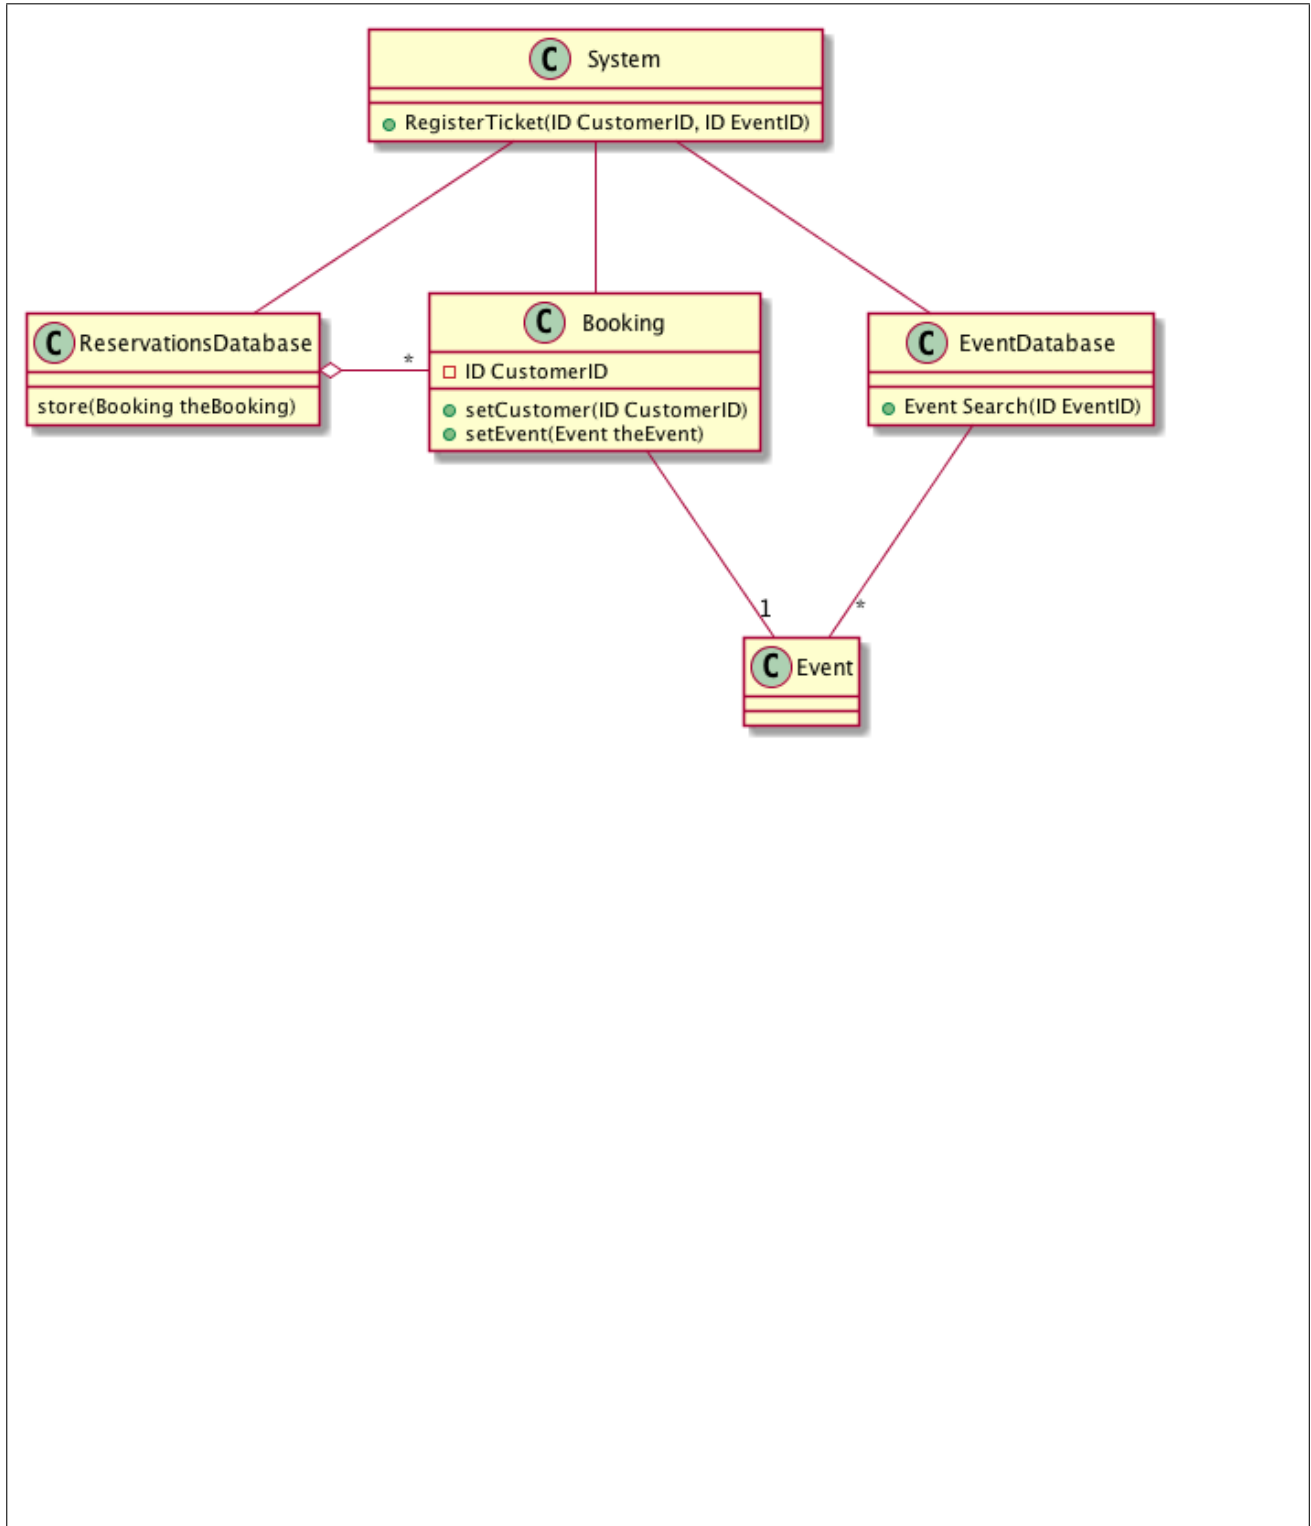 C System
RegisterTicket(ID CustomerID, ID EventID)
C ReservationsDatabase
store(Booking theBooking)
*
C Booking
ID CustomerID
setCustomer(ID CustomerID)
setEvent(Event theEvent)
C EventDatabase
Event Search(ID EventID)
1
*
C Event